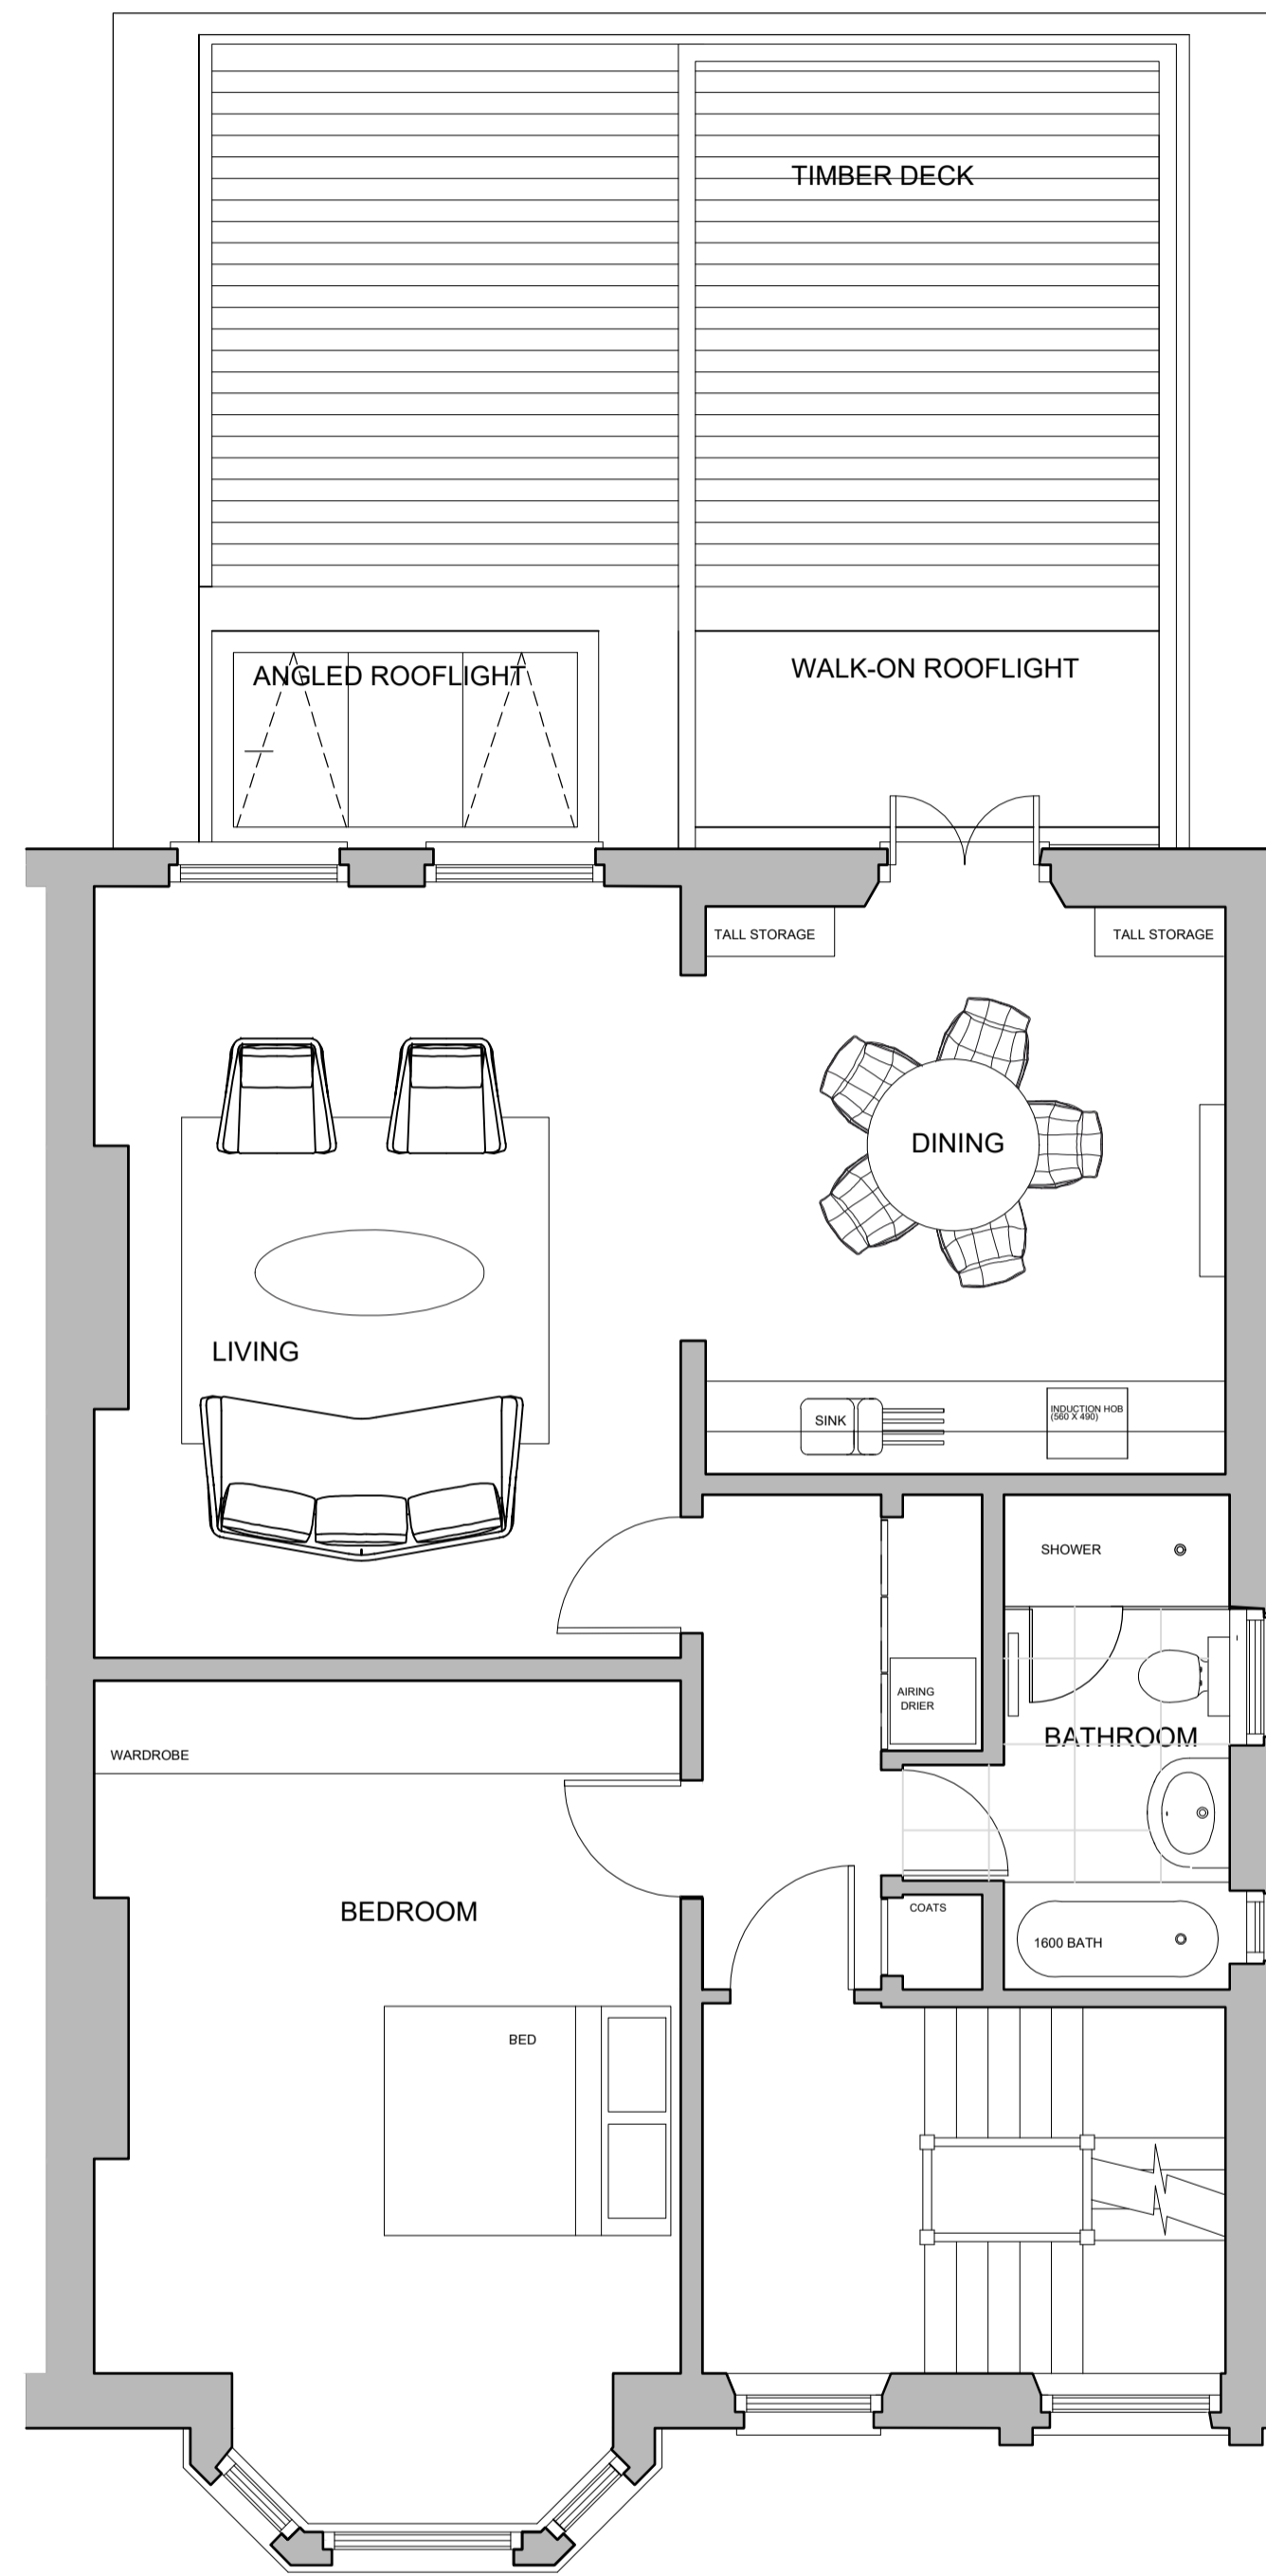 TIMBER DECK
ANGLED ROOFLIGHT
WALK-ON ROOFLIGHT
TALL STORAGE
TALL STORAGE
DINING
LIVING
SINK
INDUCTION HOB
(560 X 490)
SHOWER
AIRING
DRIER
BATHROOM
WARDROBE
BEDROOM
COATS
1600 BATH
BED